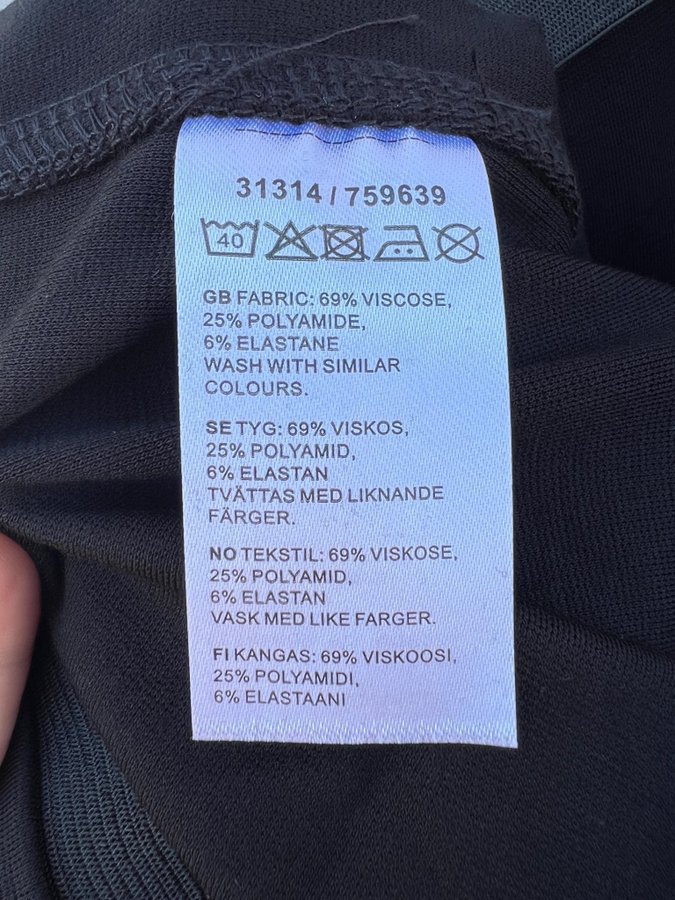 31314 / 759639
40
GB FABRIC: 69% VISCOSE,
25% POLYAMIDE,
6% ELASTANE
WASH WITH SIMILAR
COLOURS.
SE TYG: 69% VISKOS,
25% POLYAMID,
6% ELASTAN
TVÄTTAS MED LIKNANDE
FÄRGER.
NO TEKSTIL: 69% VISKOSE,
25% POLYAMID,
6% ELASTAN
VASK MED LIKE FARGER.
FI KANGAS: 69% VISKOOSI,
25% POLYAMIDI,
6% ELASTAANI